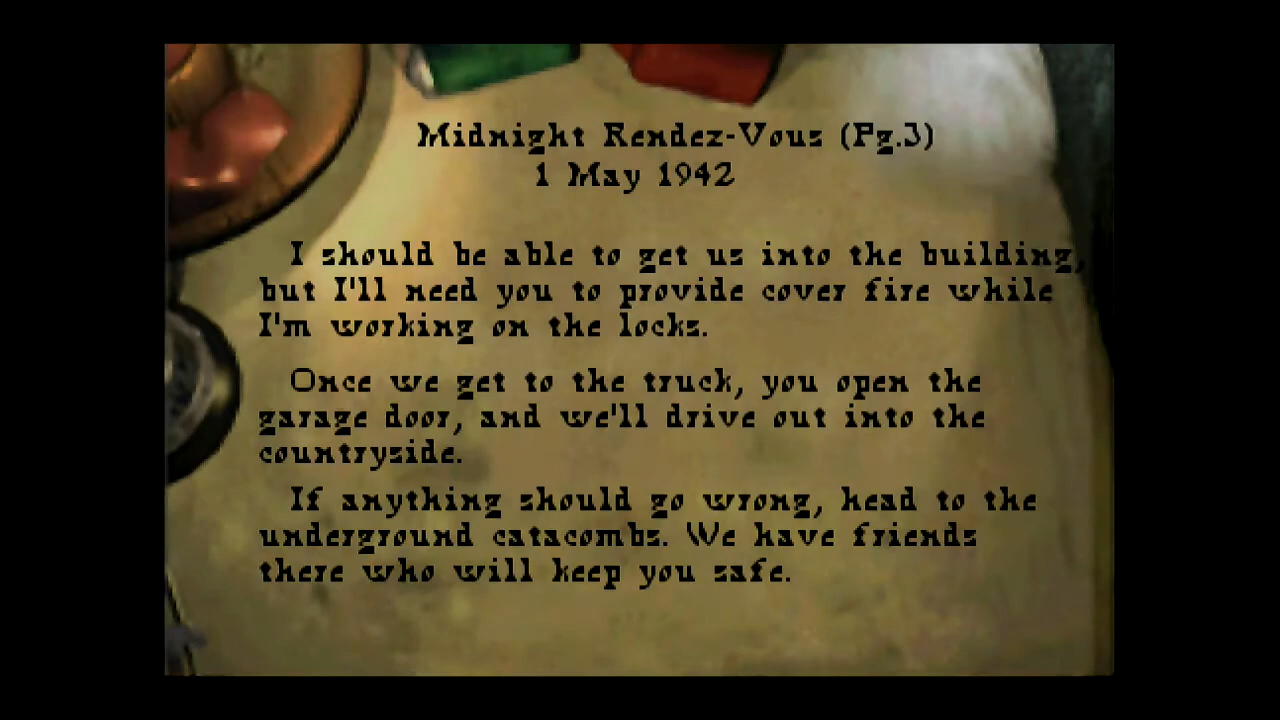 Midnight Rendez-Vous (Pg.3)
1 May 1942
I should be able to get us into the building,
but I'll need you to provide cover fire while
I'm working on the locks.
Once we get to the truck, you open the
garage door, and we'll drive out into the
countryside.
If anything should go wrong, head to the
underground catacombs. We have friends
there who will keep you safe.